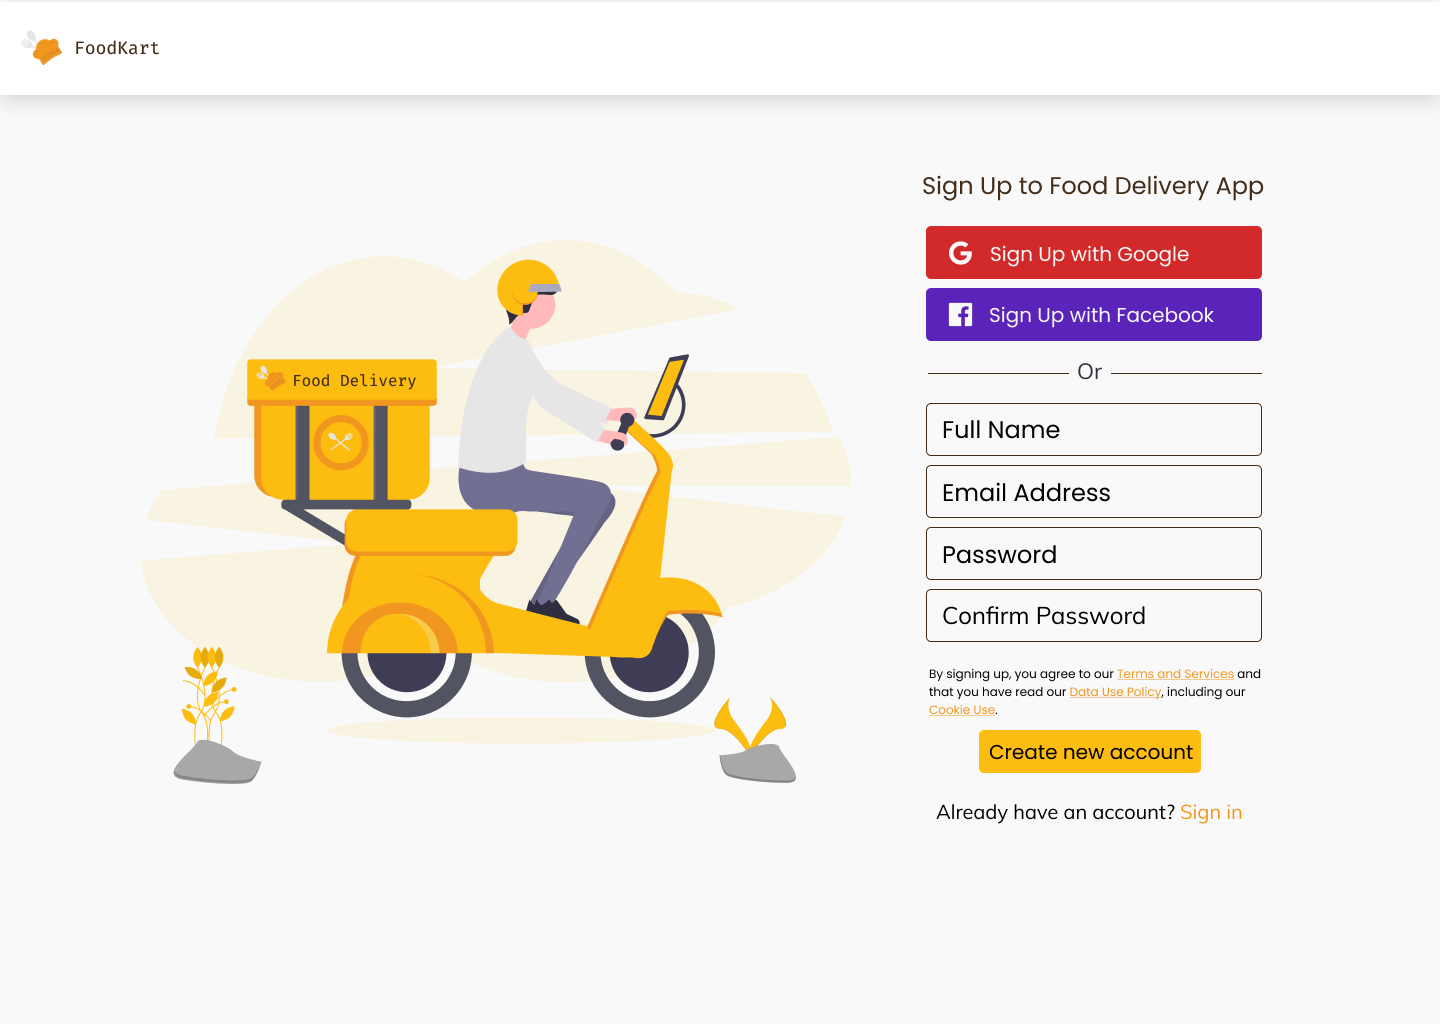 FoodKart
Sign Up to Food Delivery App
Sign Up with Google
Sign Up with Facebook
Or
Food Delivery
Full Name
Email Address
Password
Confirm Password
By signing up, you agree to our Terms and Services and
that you have read our Data Use Policy, including our
Cookie Use.
Create new account
Already have an account? Sign in